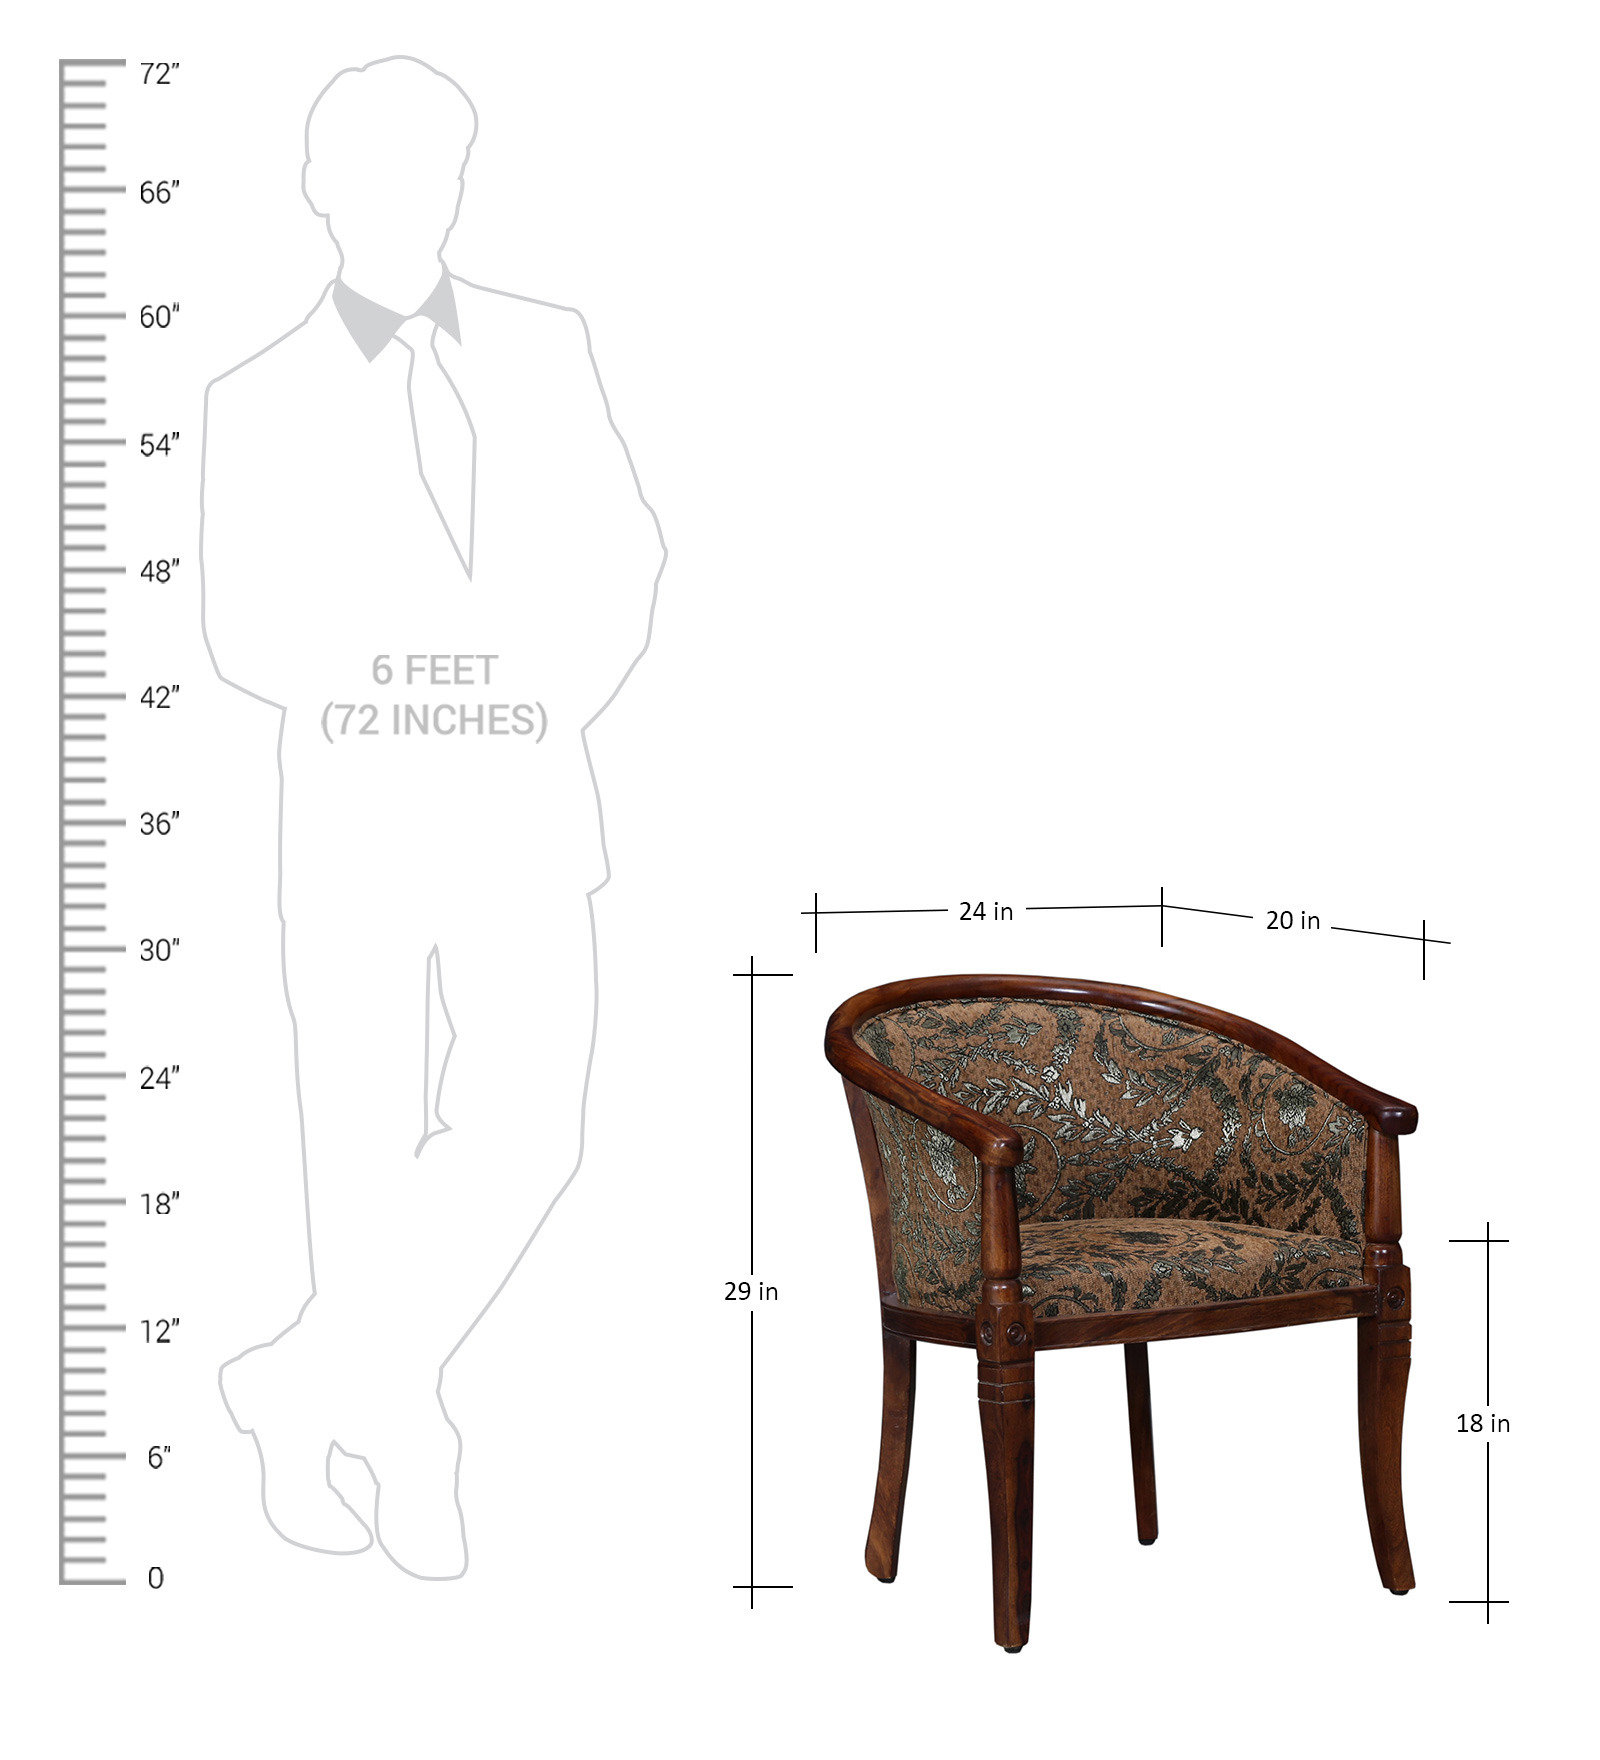 72”
66”
60”
54”
48”
42”
36”
30”
24”
18”
12”
6”
0
6 FEET
(72 INCHES)
24 in
20 in
29 in
18 in